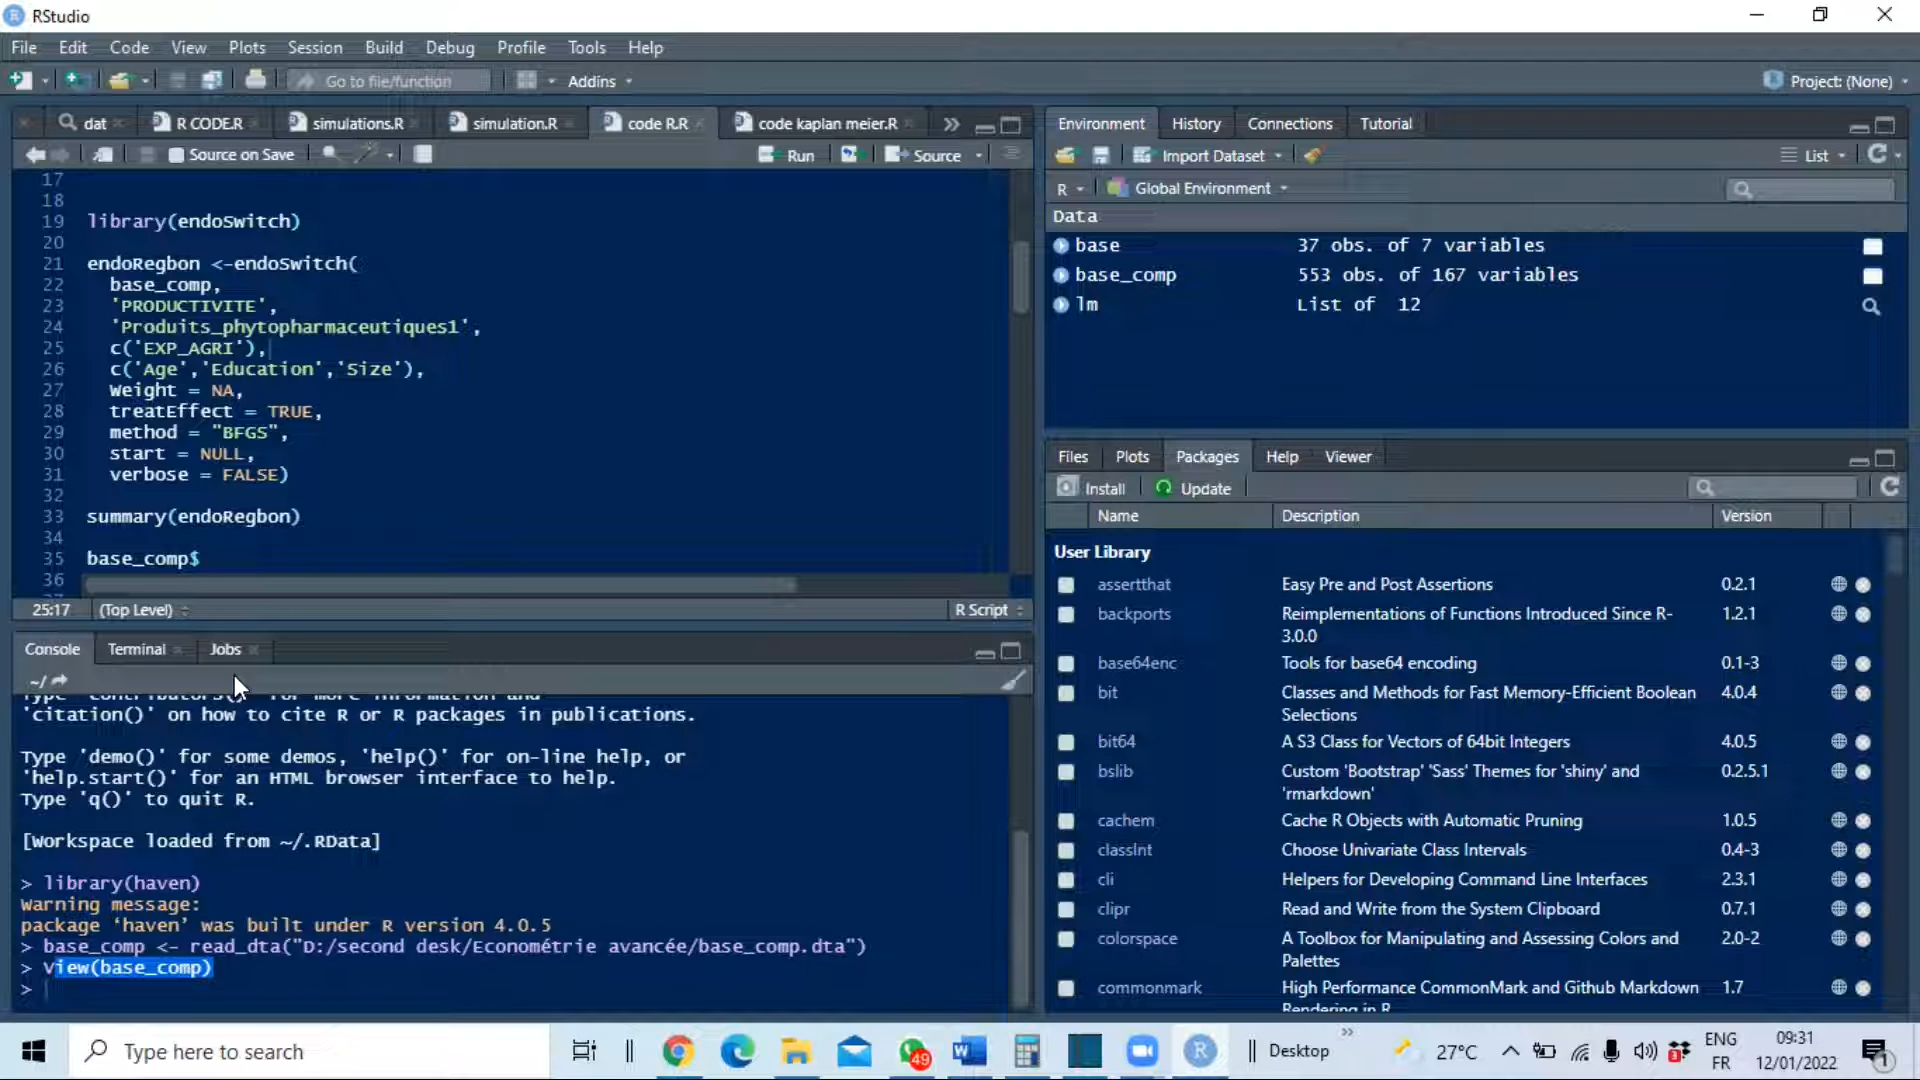 RStudio
File Edit Code View Plots Session Build Debug Profile Tools Help
Go to file/function Addins Project: (None)
dat R CODE.R simulations.R simulation.R code R.R code kaplan meier.R
Source on Save Run Source
17
18
19 library(endoSwitch)
20
21 endoRegbon <-endoSwitch(
22 base_comp,
23 'PRODUCTIVITE',
24 'Produits_phytopharmaceutiques1',
25 c('EXP_AGRI'),
26 c('Age','Education','Size'),
27 Weight = NA,
28 treatEffect = TRUE,
29 method = "BFGS",
30 start = NULL,
31 verbose = FALSE)
32
33 summary(endoRegbon)
34
35 base_comp$
36
25:17 (Top Level) R Script
Console Terminal Jobs
~/
'citation()' on how to cite R or R packages in publications.
Type 'demo()' for some demos, 'help()' for on-line help, or
'help.start()' for an HTML browser interface to help.
Type 'q()' to quit R.
[Workspace loaded from ~/.RData]
> library(haven)
Warning message:
package ‘haven’ was built under R version 4.0.5
> base_comp <- read_dta("D:/second desk/Econométrie avancée/base_comp.dta")
> View(base_comp)
>
Environment History Connections Tutorial
Import Dataset List
R Global Environment
Data
base 37 obs. of 7 variables
base_comp 553 obs. of 167 variables
lm List of 12
Files Plots Packages Help Viewer
Install Update
Name Description Version
User Library
assertthat Easy Pre and Post Assertions 0.2.1
backports Reimplementations of Functions Introduced Since R- 1.2.1
3.0.0
base64enc Tools for base64 encoding 0.1-3
bit Classes and Methods for Fast Memory-Efficient Boolean 4.0.4
Selections
bit64 A S3 Class for Vectors of 64bit Integers 4.0.5
bslib Custom 'Bootstrap' 'Sass' Themes for 'shiny' and 0.2.5.1
'rmarkdown'
cachem Cache R Objects with Automatic Pruning 1.0.5
classInt Choose Univariate Class Intervals 0.4-3
cli Helpers for Developing Command Line Interfaces 2.3.1
clipr Read and Write from the System Clipboard 0.7.1
colorspace A Toolbox for Manipulating and Assessing Colors and 2.0-2
Palettes
commonmark High Performance CommonMark and Github Markdown 1.7
Rendering in R
Type here to search
49
Desktop 27°C
3
ENG
FR
09:31
12/01/2022
1